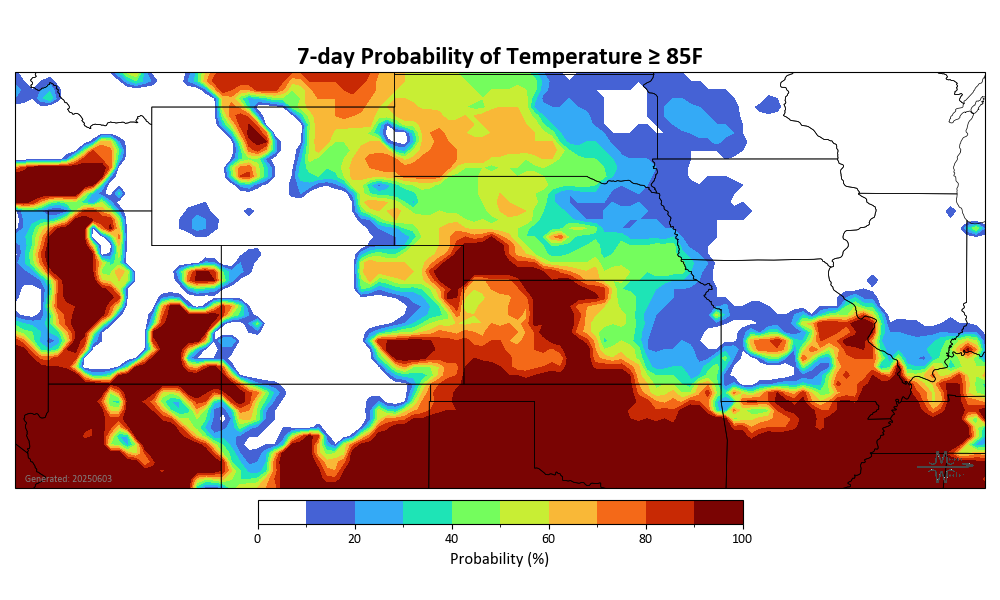 7-day Probability of Temperature ≥ 85F
Generated: 20250603
0 20 40 60 80 100
Probability (%)